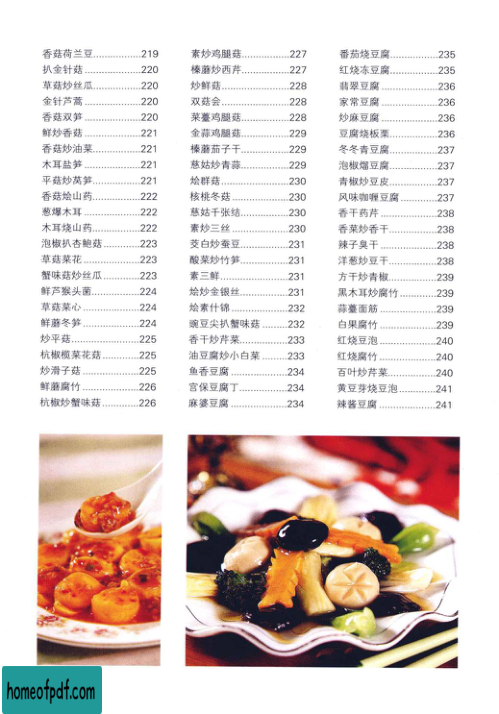 香菇荷兰豆................219
扒金针菇..................220
草菇炒丝瓜................220
金针芦蒿..................220
香菇双笋..................220
鲜炒香菇..................221
香菇炒油菜................221
木耳盐笋..................221
平菇炒莴笋................221
香菇烩山药................222
葱爆木耳..................222
木耳烧山药................222
泡椒扒杏鲍菇..............223
草菇菜花..................223
蟹味菇炒丝瓜..............223
鲜芦猴头菌................224
草菇菜心..................224
鲜蘑冬笋..................224
炒平菇....................225
杭椒榄菜花菇..............225
炒滑子菇..................225
鲜蘑腐竹..................226
杭椒炒蟹味菇..............226
素炒鸡腿菇................227
榛蘑炒西芹................227
炒鲜菇....................228
双菇会....................228
菜薹鸡腿菇................228
金蒜鸡腿菇................229
榛蘑茄子干................229
慈姑炒青蒜................229
烩群菇....................230
核桃冬菇..................230
慈姑千张结................230
素炒三丝..................230
茭白炒蚕豆................231
酸菜炒竹笋................231
素三鲜....................231
烩炒金银丝................231
烩素什锦..................232
豌豆尖扒蟹味菇............232
香干炒芹菜................233
油豆腐炒小白菜............233
鱼香豆腐..................234
宫保豆腐丁................234
麻婆豆腐..................234
番茄烧豆腐................235
红烧冻豆腐................235
翡翠豆腐..................236
家常豆腐..................236
炒麻豆腐..................236
豆腐烧板栗................236
冬冬青豆腐................237
泡椒熘豆腐................237
青椒炒豆皮................237
风味咖喱豆腐..............237
香干药芹..................238
香菜炒香干................238
辣子臭干..................238
洋葱炒豆干................238
方干炒青椒................239
黑木耳炒腐竹..............239
蒜薹面筋..................239
白果腐竹..................239
红烧豆泡..................240
红烧腐竹..................240
百叶炒芹菜................240
黄豆芽烧豆泡..............241
辣酱豆腐..................241
homeofpdf.com